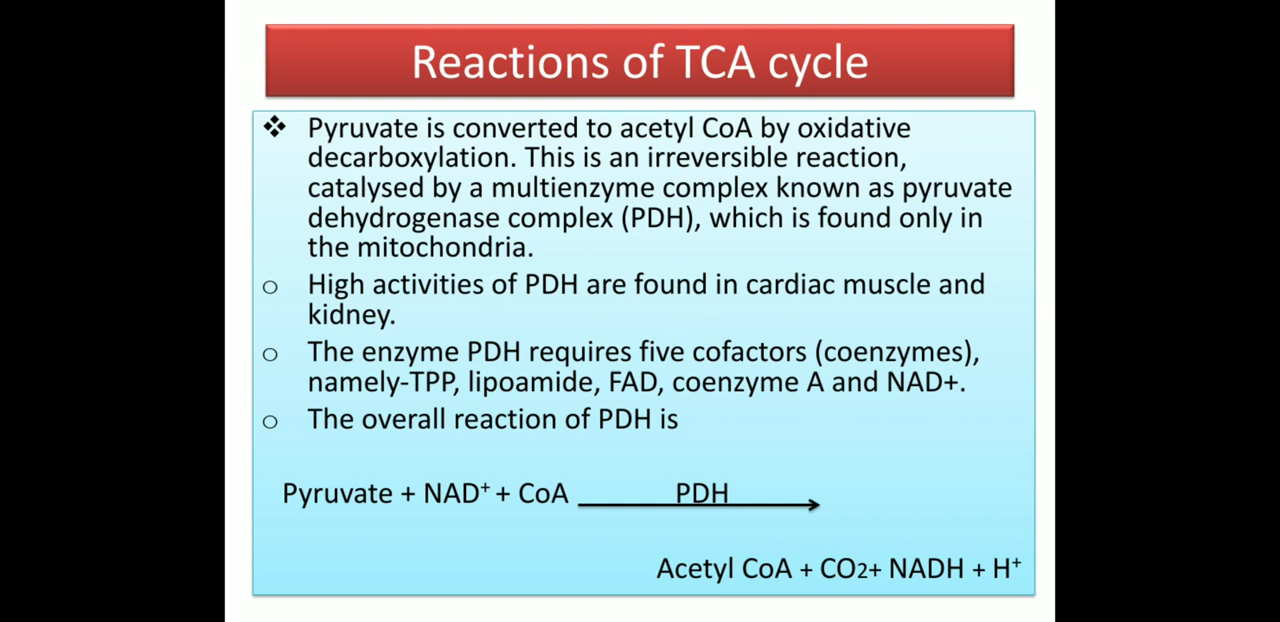 Reactions of TCA cycle
❖ Pyruvate is converted to acetyl CoA by oxidative
decarboxylation. This is an irreversible reaction,
catalysed by a multienzyme complex known as pyruvate
dehydrogenase complex (PDH), which is found only in
the mitochondria.
o High activities of PDH are found in cardiac muscle and
kidney.
o The enzyme PDH requires five cofactors (coenzymes),
namely-TPP, lipoamide, FAD, coenzyme A and NAD+.
o The overall reaction of PDH is
Pyruvate + NAD⁺ + CoA PDH
Acetyl CoA + CO2+ NADH + H⁺